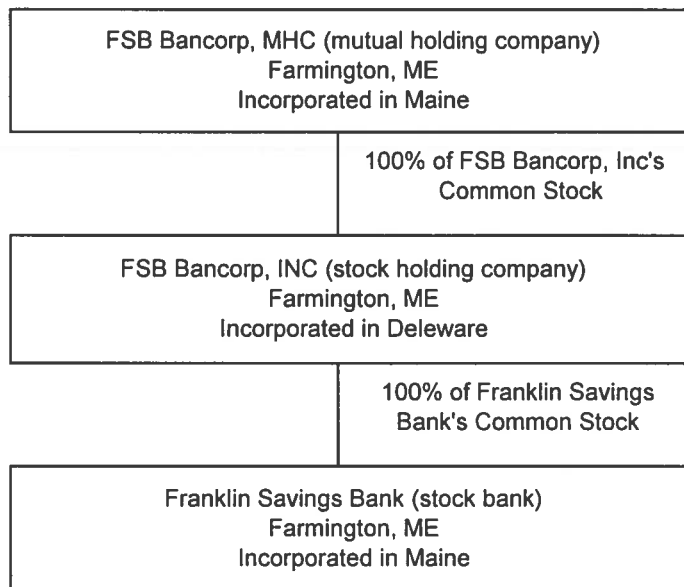 FSB Bancorp, MHC (mutual holding company)
Farmington, ME
Incorporated in Maine
100% of FSB Bancorp, Inc's
Common Stock
FSB Bancorp, INC (stock holding company)
Farmington, ME
Incorporated in Deleware
100% of Franklin Savings
Bank's Common Stock
Franklin Savings Bank (stock bank)
Farmington, ME
Incorporated in Maine